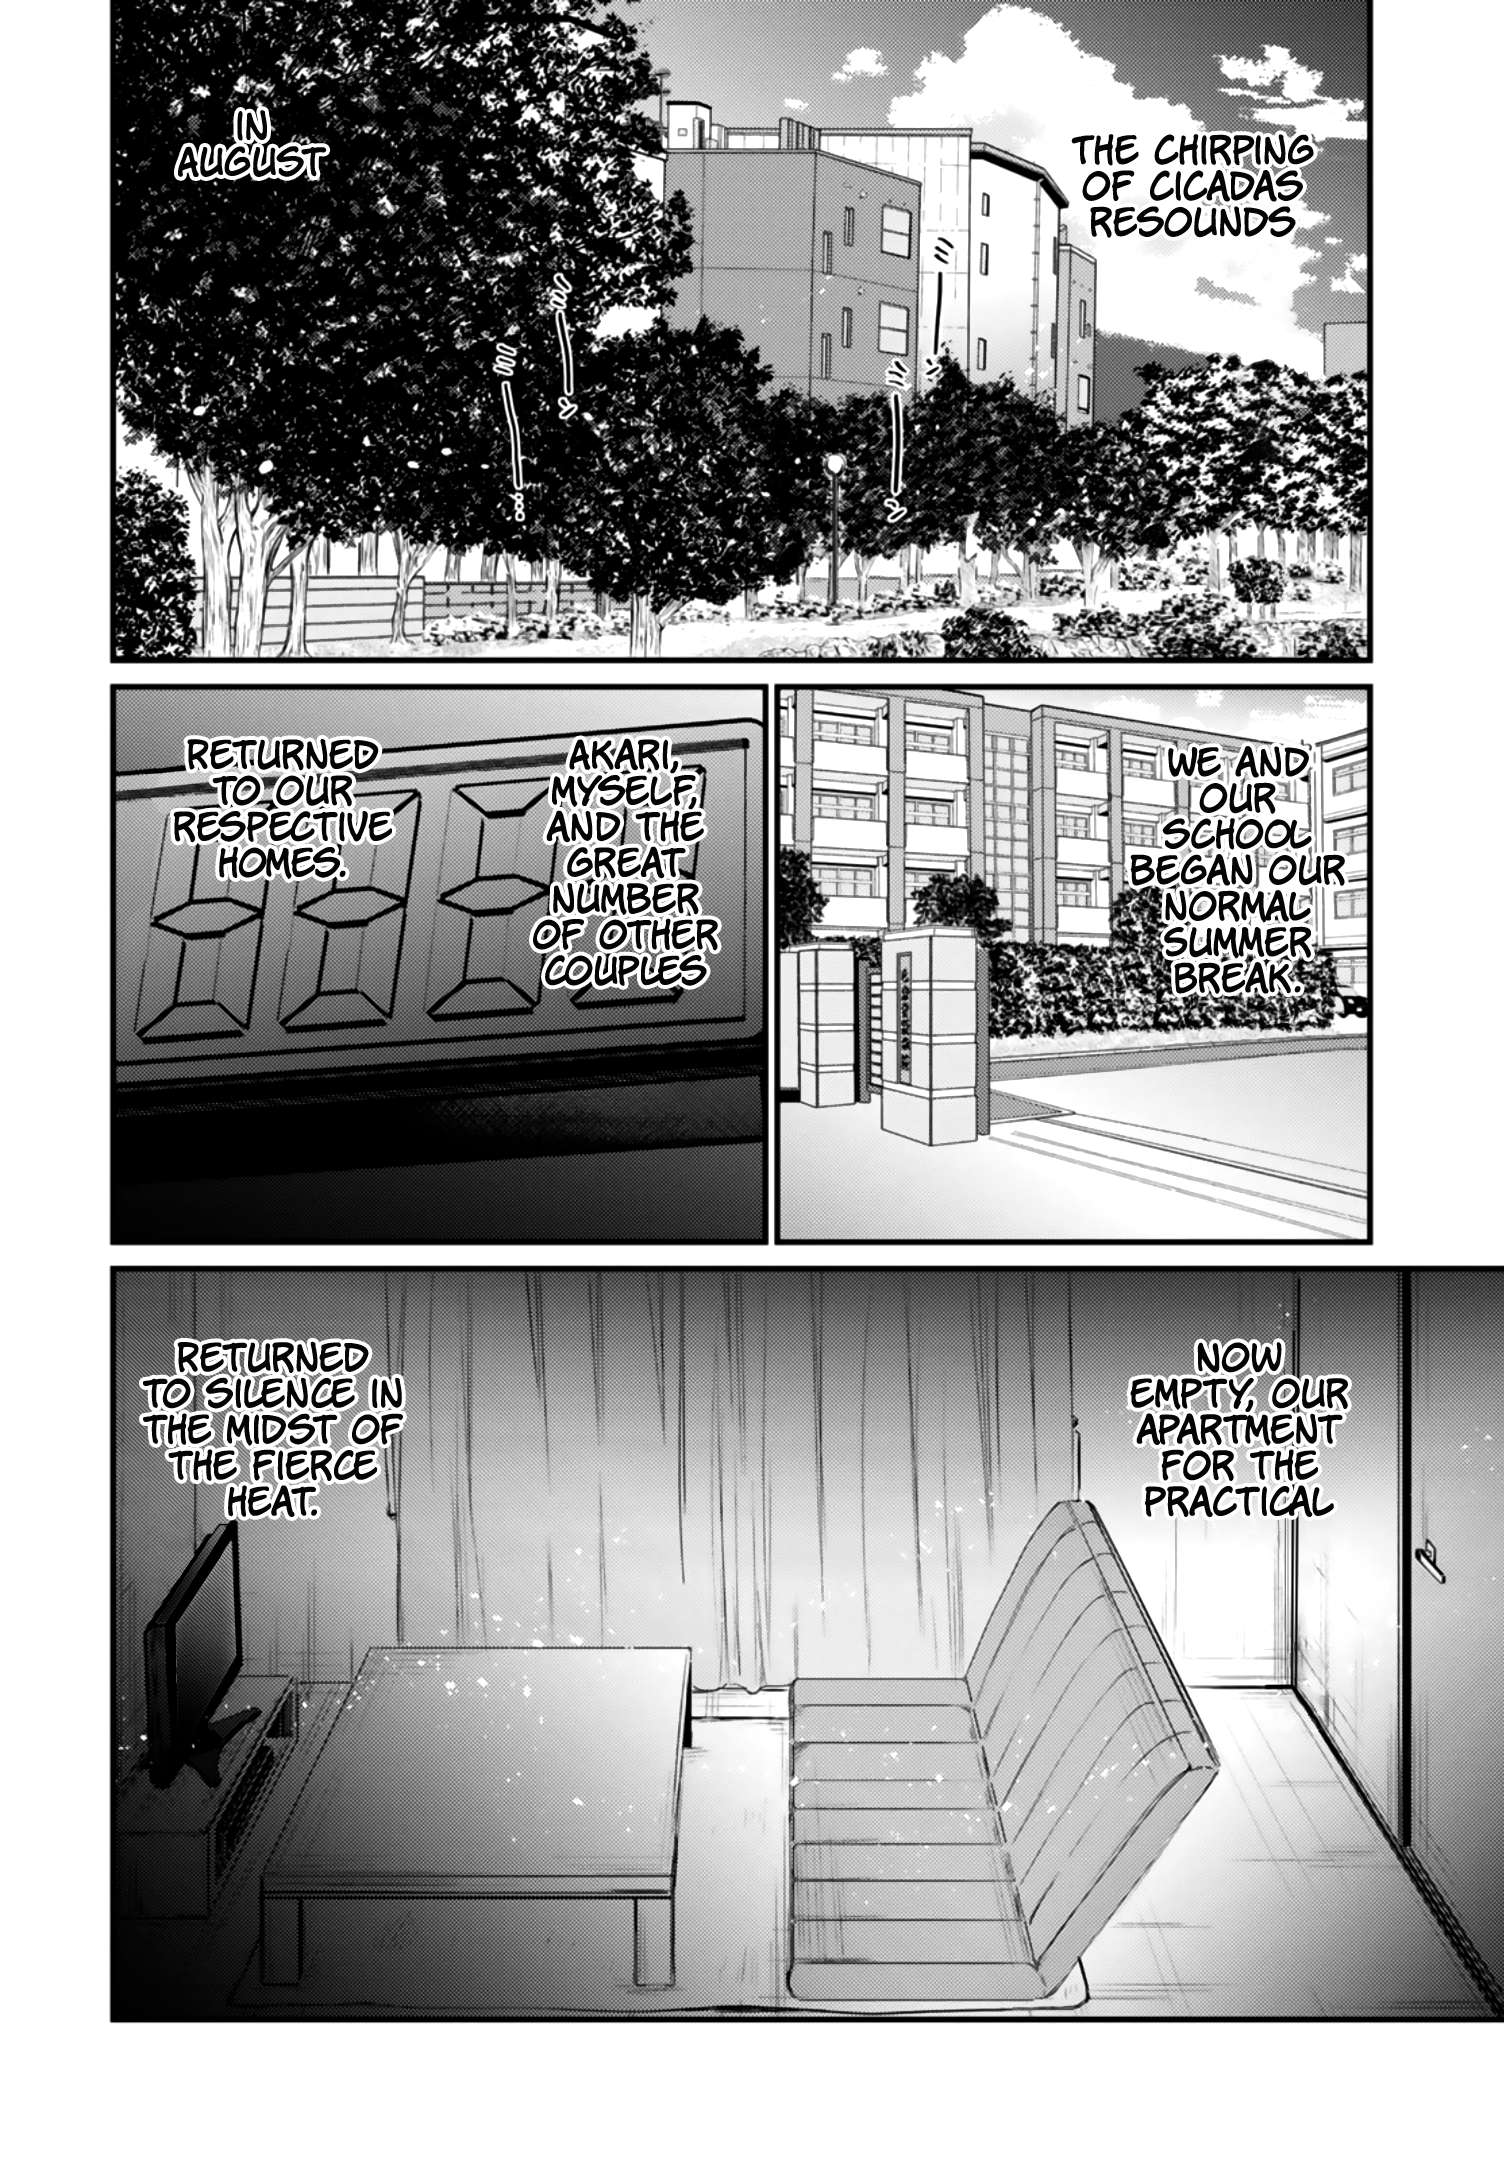 THE CHIRPING
OF CICADAS
RESOUNDS
IN
AUGUST
WE AND
OUR
SCHOOL
BEGAN OUR
NORMAL
SUMMER
BREAK.
AKARI,
MYSELF,
AND THE
GREAT
NUMBER
OF OTHER
COUPLES
RETURNED
TO OUR
RESPECTIVE
HOMES.
NOW
EMPTY, OUR
APARTMENT
FOR THE
PRACTICAL
RETURNED
TO SILENCE IN
THE MIDST OF
THE FIERCE
HEAT.